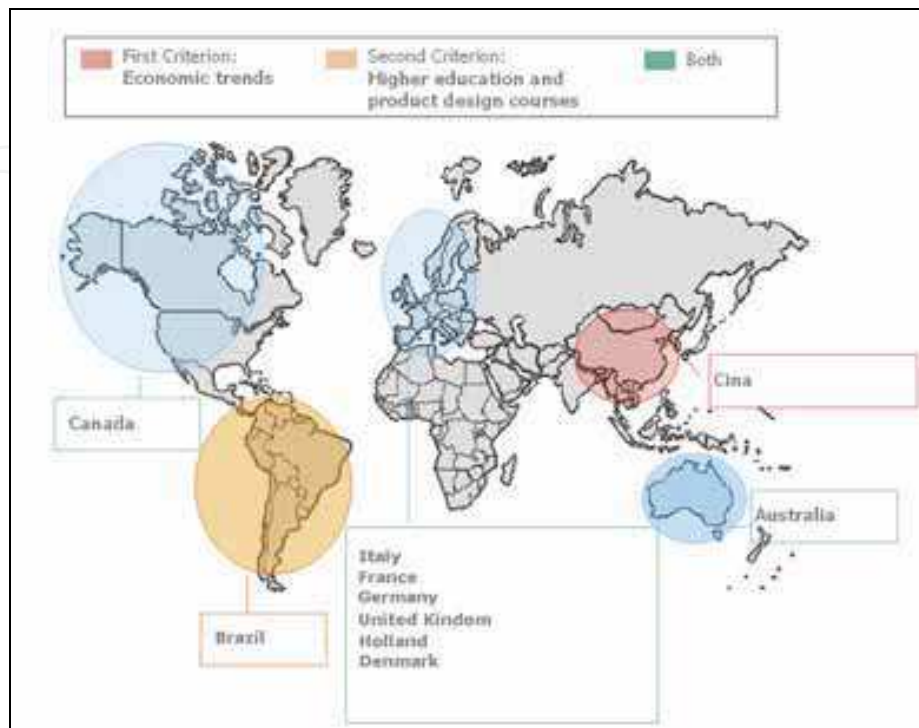 First Criterion:
Economic trends
Second Criterion:
Higher education and
product design courses
Both
Canada
Cina
Australia
Brazil
Italy
France
Germany
United Kindom
Holland
Denmark